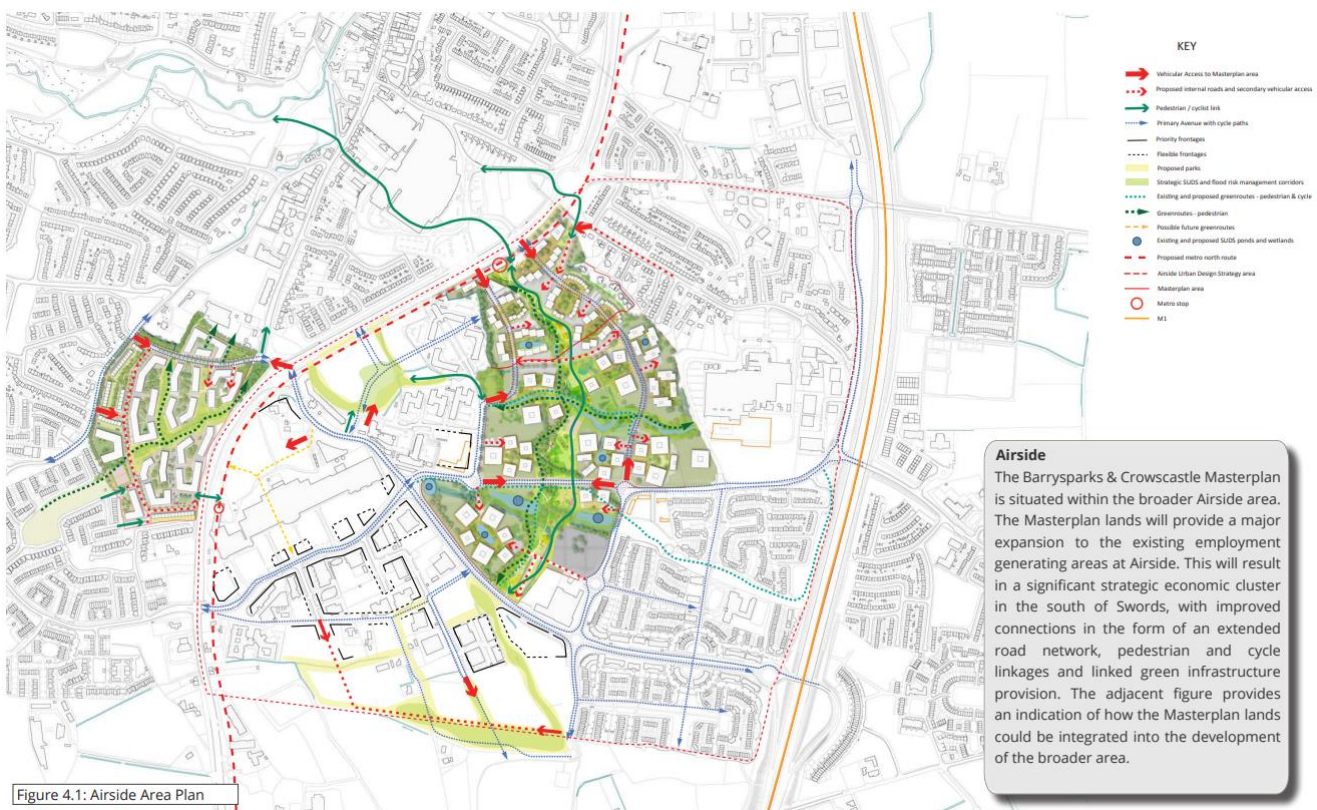 KEY
Vehicular Access to Masterplan area
Proposed internal roads and secondary vehicular access
Pedestrian / cyclist link
Primary Avenue with cycle paths
Priority frontages
Flexible frontages
Proposed parks
Strategic SUDS and flood risk management corridors
Existing and proposed greenroutes - pedestrian & cycle
Greenroutes - pedestrian
Possible future greenroutes
Existing and proposed SUDS ponds and wetlands
Proposed metro north route
Airside Urban Design Strategy area
Masterplan area
Metro stop
M1
Airside
The Barrysparks & Crowscastle Masterplan
is situated within the broader Airside area.
The Masterplan lands will provide a major
expansion to the existing employment
generating areas at Airside. This will result
in a significant strategic economic cluster
in the south of Swords, with improved
connections in the form of an extended
road network, pedestrian and cycle
linkages and linked green infrastructure
provision. The adjacent figure provides
an indication of how the Masterplan lands
could be integrated into the development
of the broader area.
Figure 4.1: Airside Area Plan